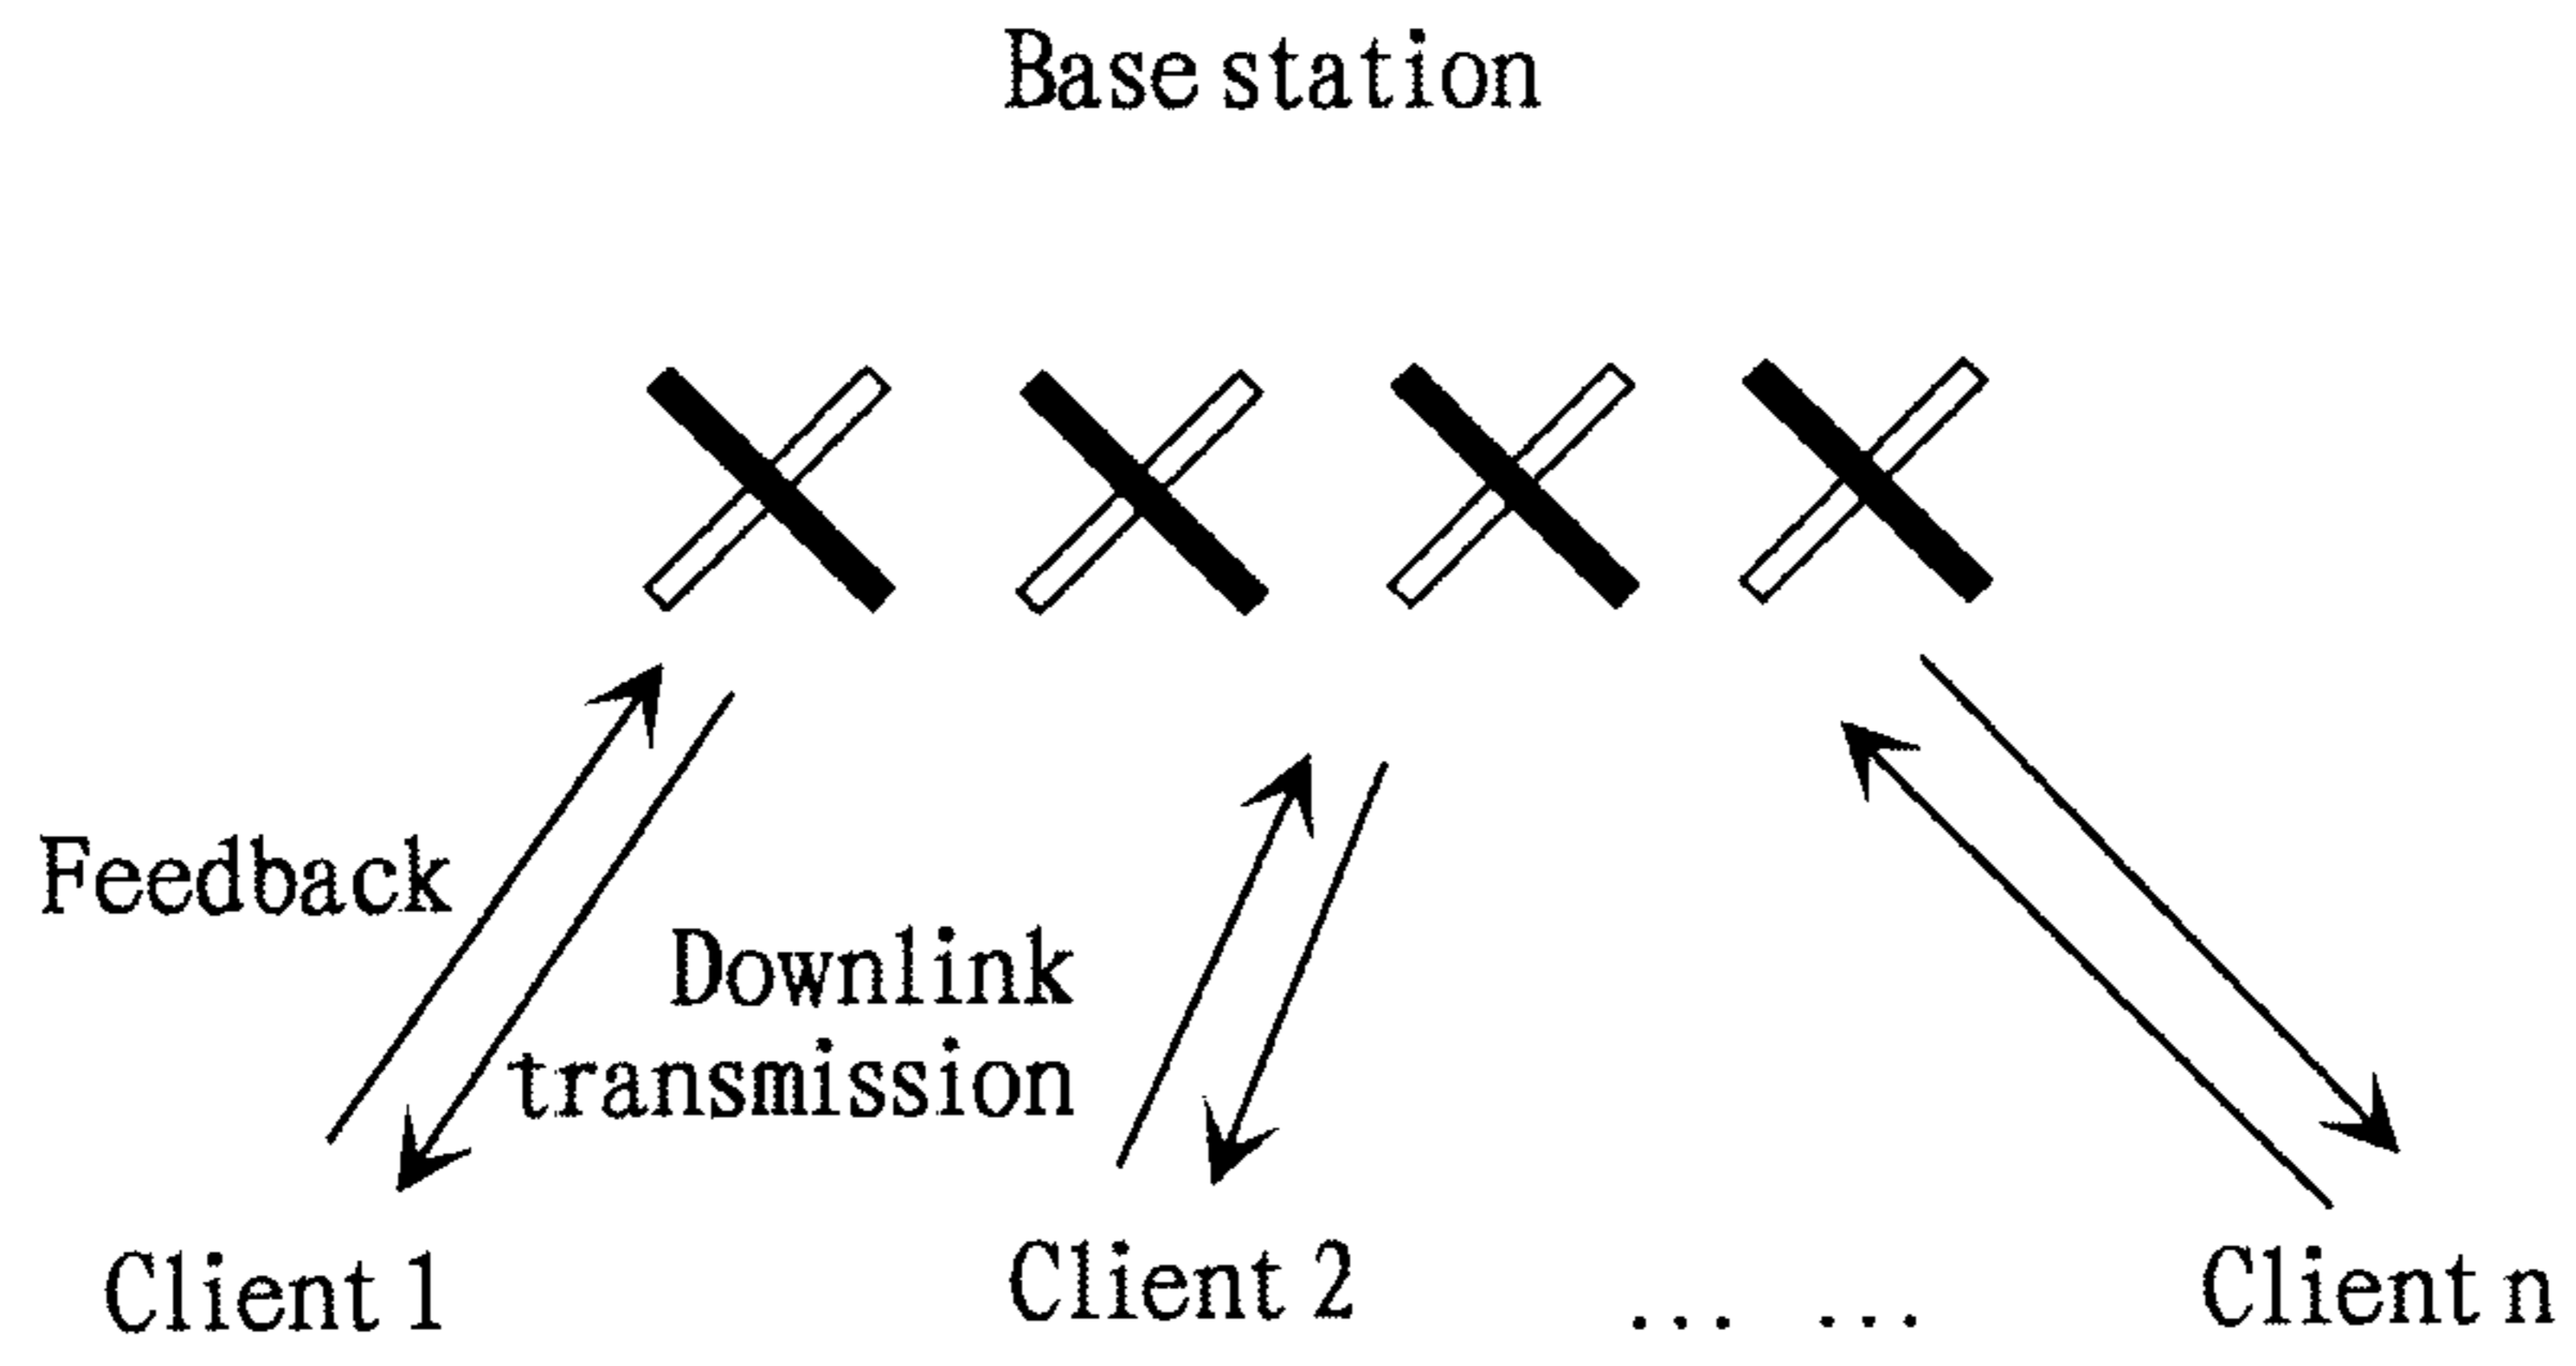 Base station
Feedback
Downlink
transmission
Client 1
Client 2
... ...
Client n